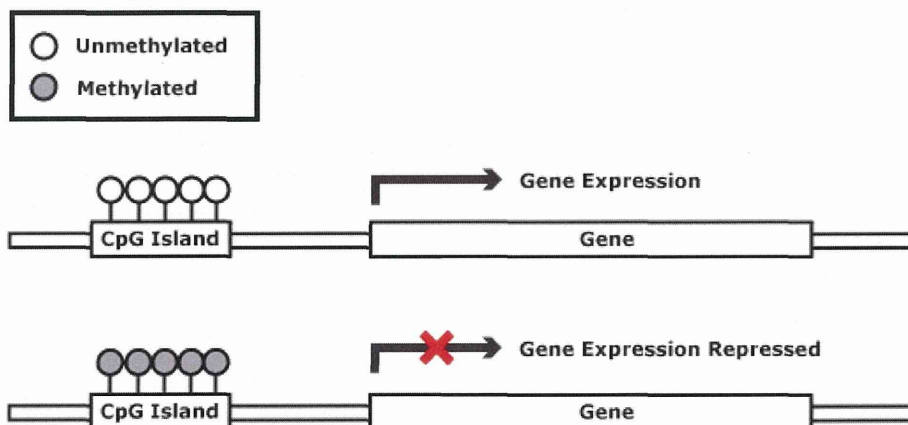 Unmethylated
Methylated
Gene Expression
CpG Island
Gene
Gene Expression Repressed
CpG Island
Gene